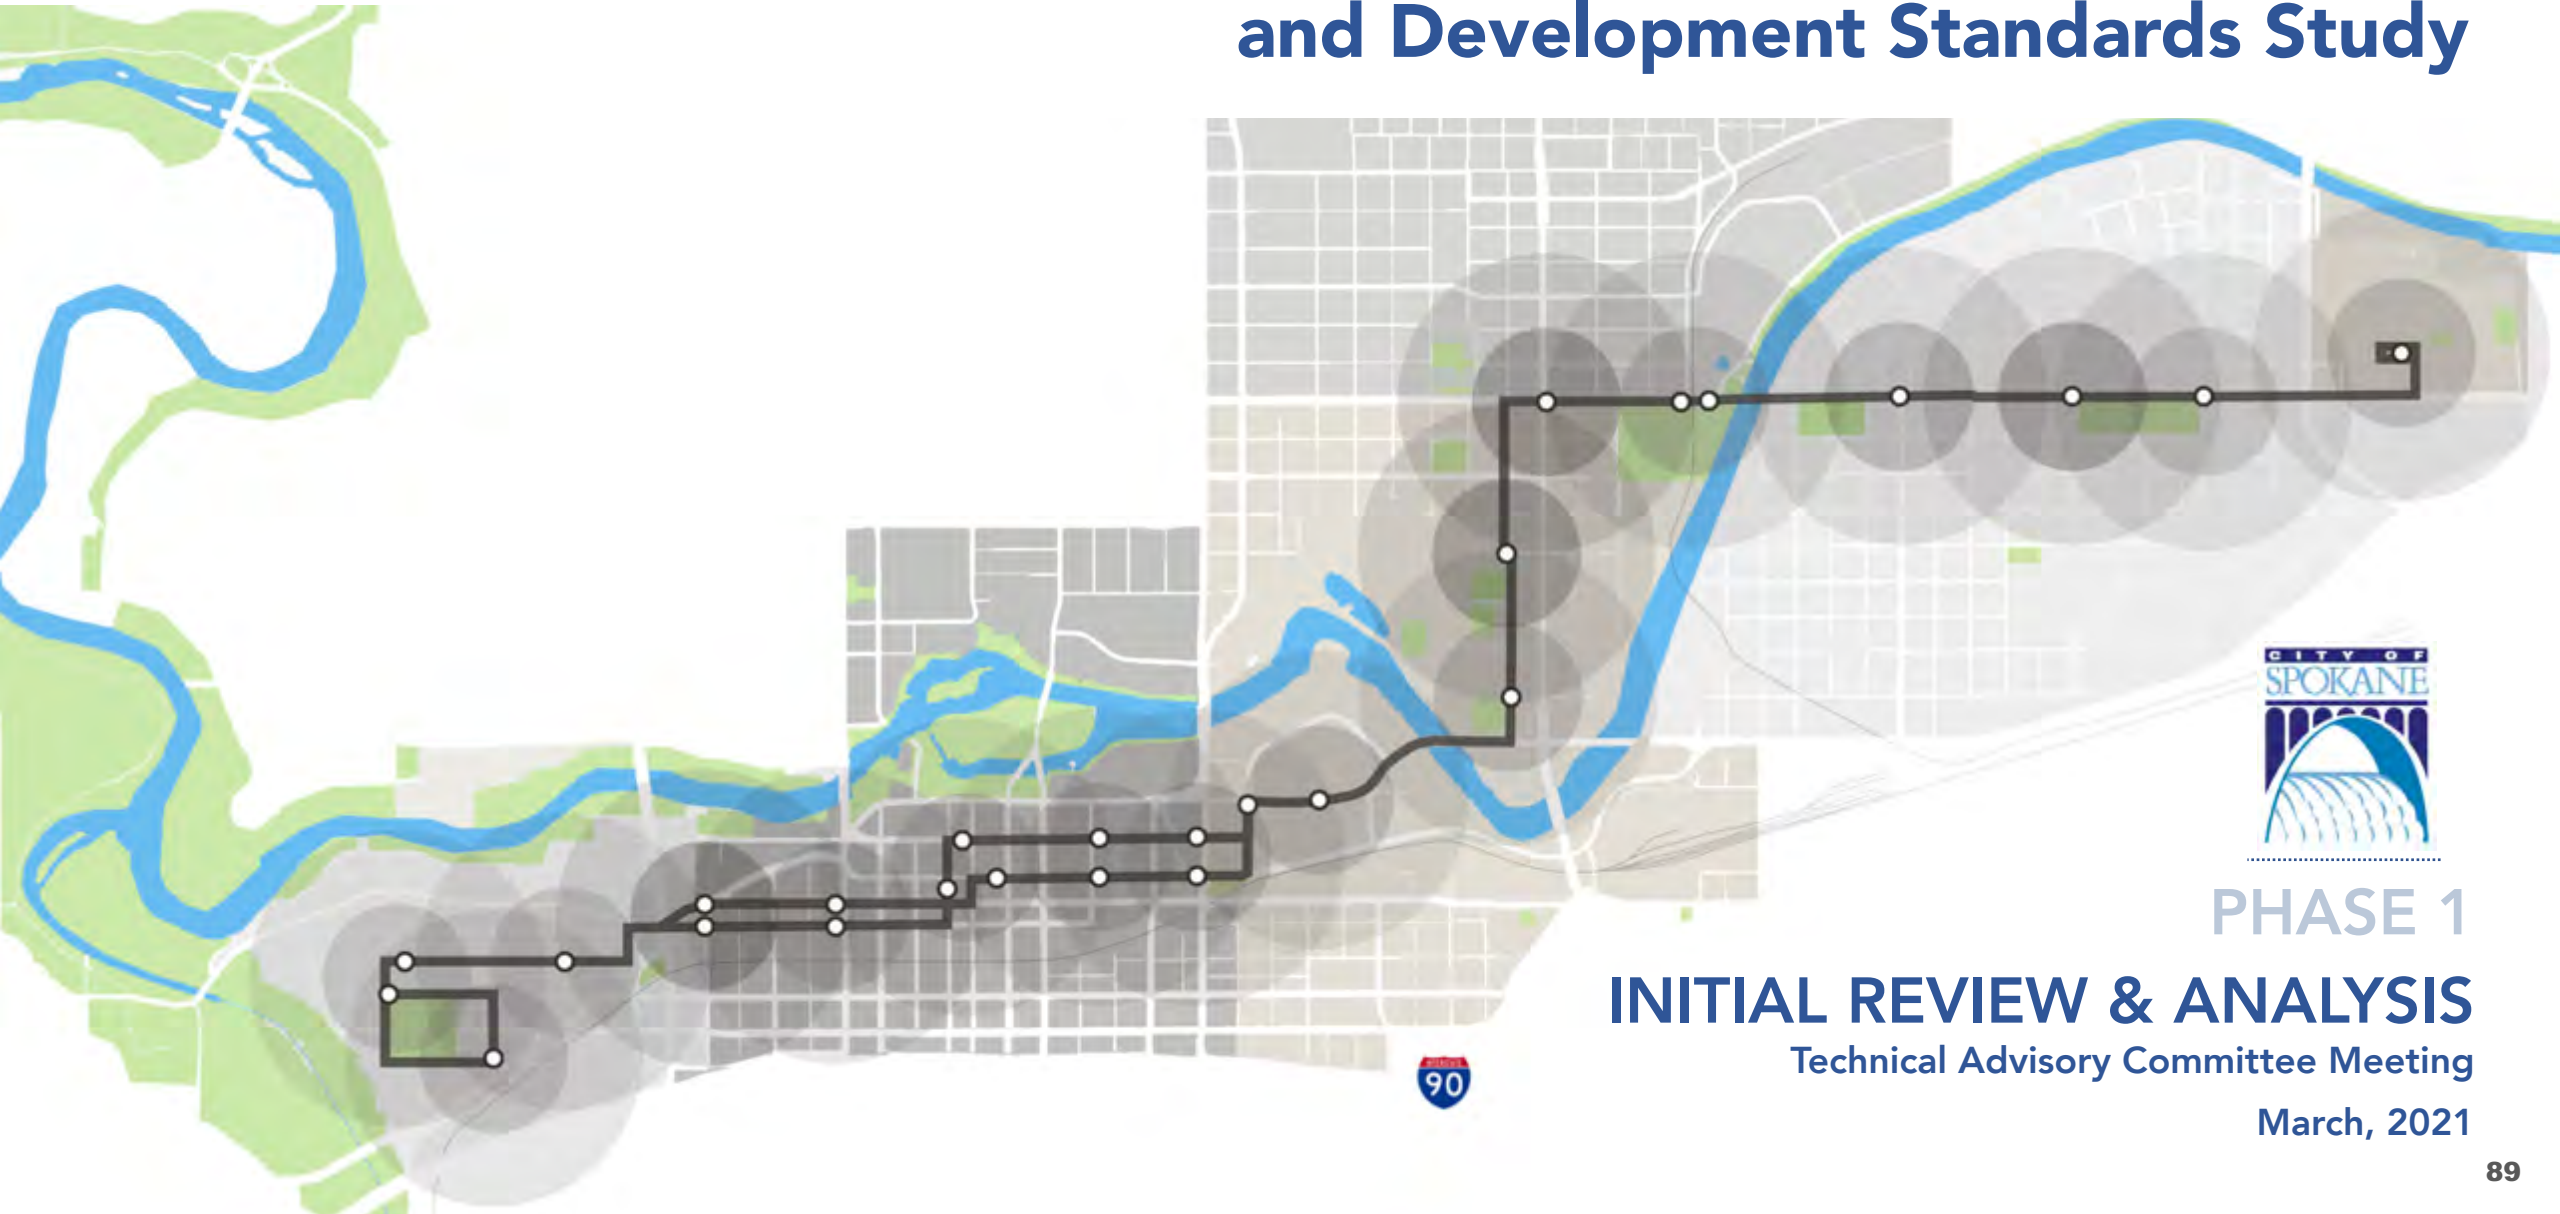 and Development Standards Study
CITY OF
SPOKANE
PHASE 1
INITIAL REVIEW & ANALYSIS
Technical Advisory Committee Meeting
March, 2021
INTERSTATE
90
89